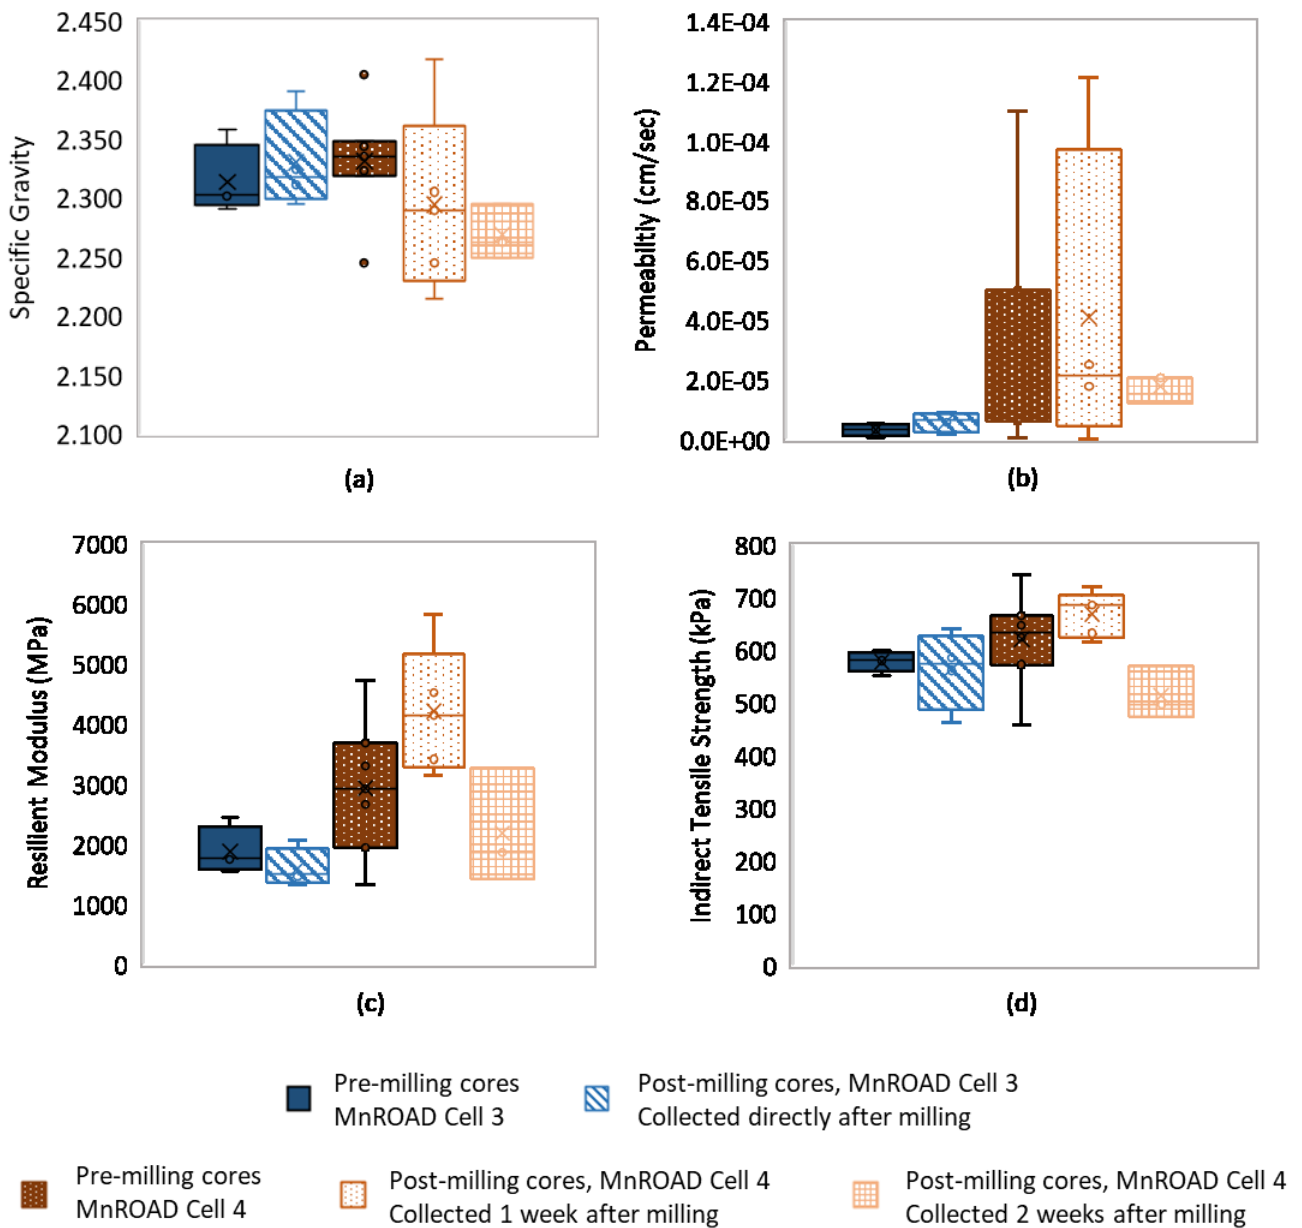 2.450
2.400
2.350
2.300
2.250
2.200
2.150
2.100
Specific Gravity
(a)
1.4E-04
1.2E-04
1.0E-04
8.0E-05
6.0E-05
4.0E-05
2.0E-05
0.0E+00
Permeabiltiy (cm/sec)
(b)
7000
6000
5000
4000
3000
2000
1000
0
Resilient Modulus (MPa)
(c)
800
700
600
500
400
300
200
100
0
Indirect Tensile Strength (kPa)
(d)
Pre-milling cores
MnROAD Cell 3
Post-milling cores, MnROAD Cell 3
Collected directly after milling
Pre-milling cores
MnROAD Cell 4
Post-milling cores, MnROAD Cell 4
Collected 1 week after milling
Post-milling cores, MnROAD Cell 4
Collected 2 weeks after milling